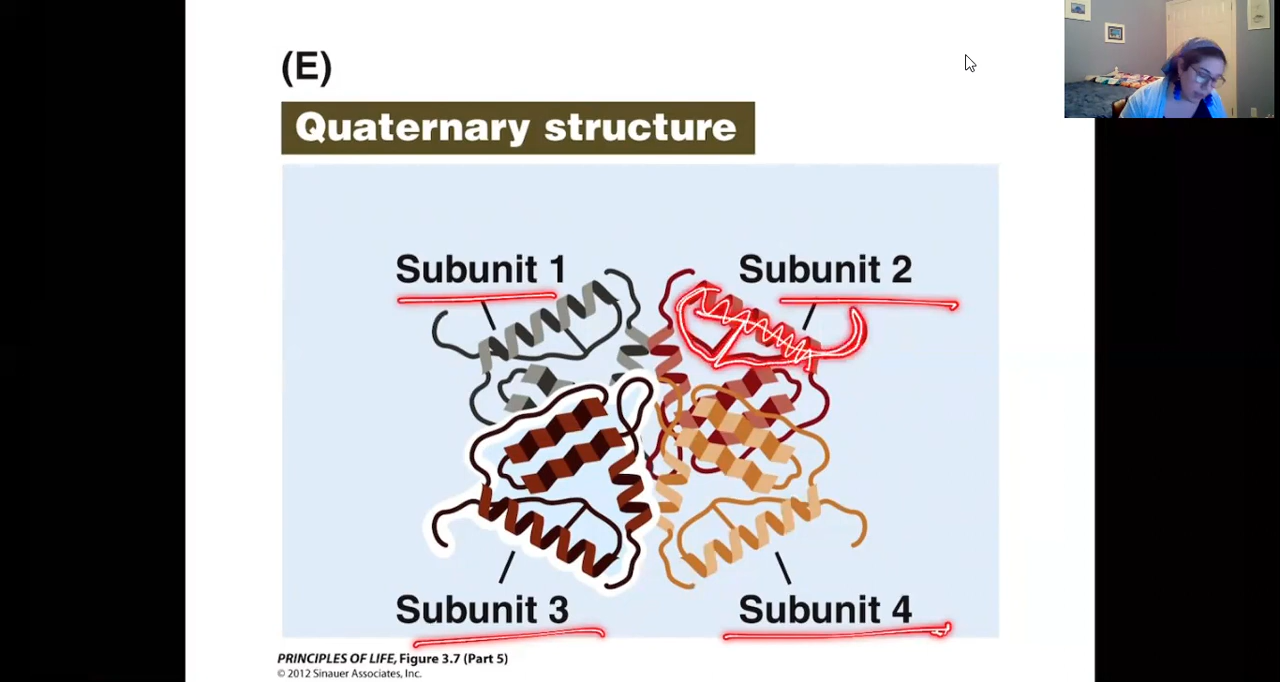 (E)
Quaternary structure
Subunit 1
Subunit 2
Subunit 3
Subunit 4
PRINCIPLES OF LIFE, Figure 3.7 (Part 5)
© 2012 Sinauer Associates, Inc.